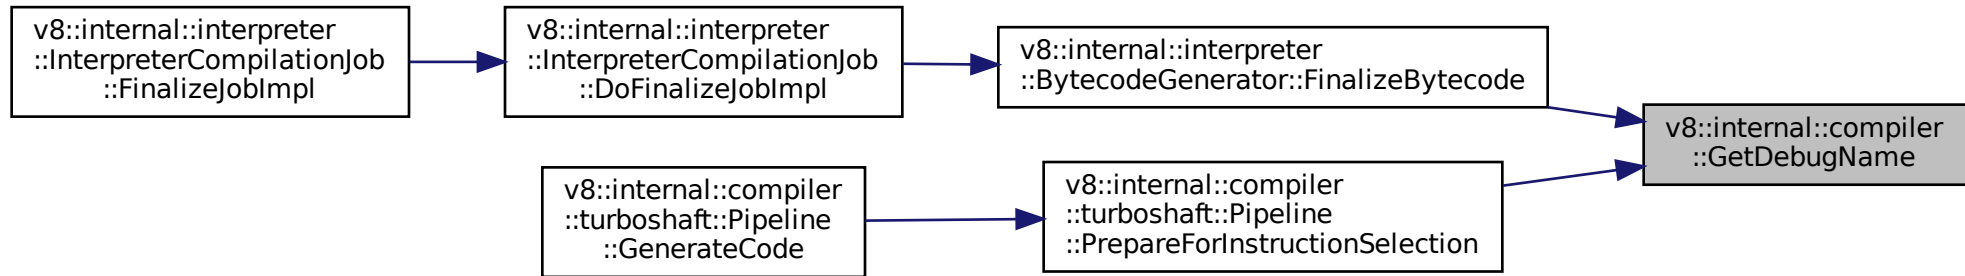 v8::internal::interpreter
::InterpreterCompilationJob
::FinalizeJobImpl
v8::internal::interpreter
::InterpreterCompilationJob
::DoFinalizeJobImpl
v8::internal::interpreter
::BytecodeGenerator::FinalizeBytecode
v8::internal::compiler
::GetDebugName
v8::internal::compiler
::turboshaft::Pipeline
::GenerateCode
v8::internal::compiler
::turboshaft::Pipeline
::PrepareForInstructionSelection